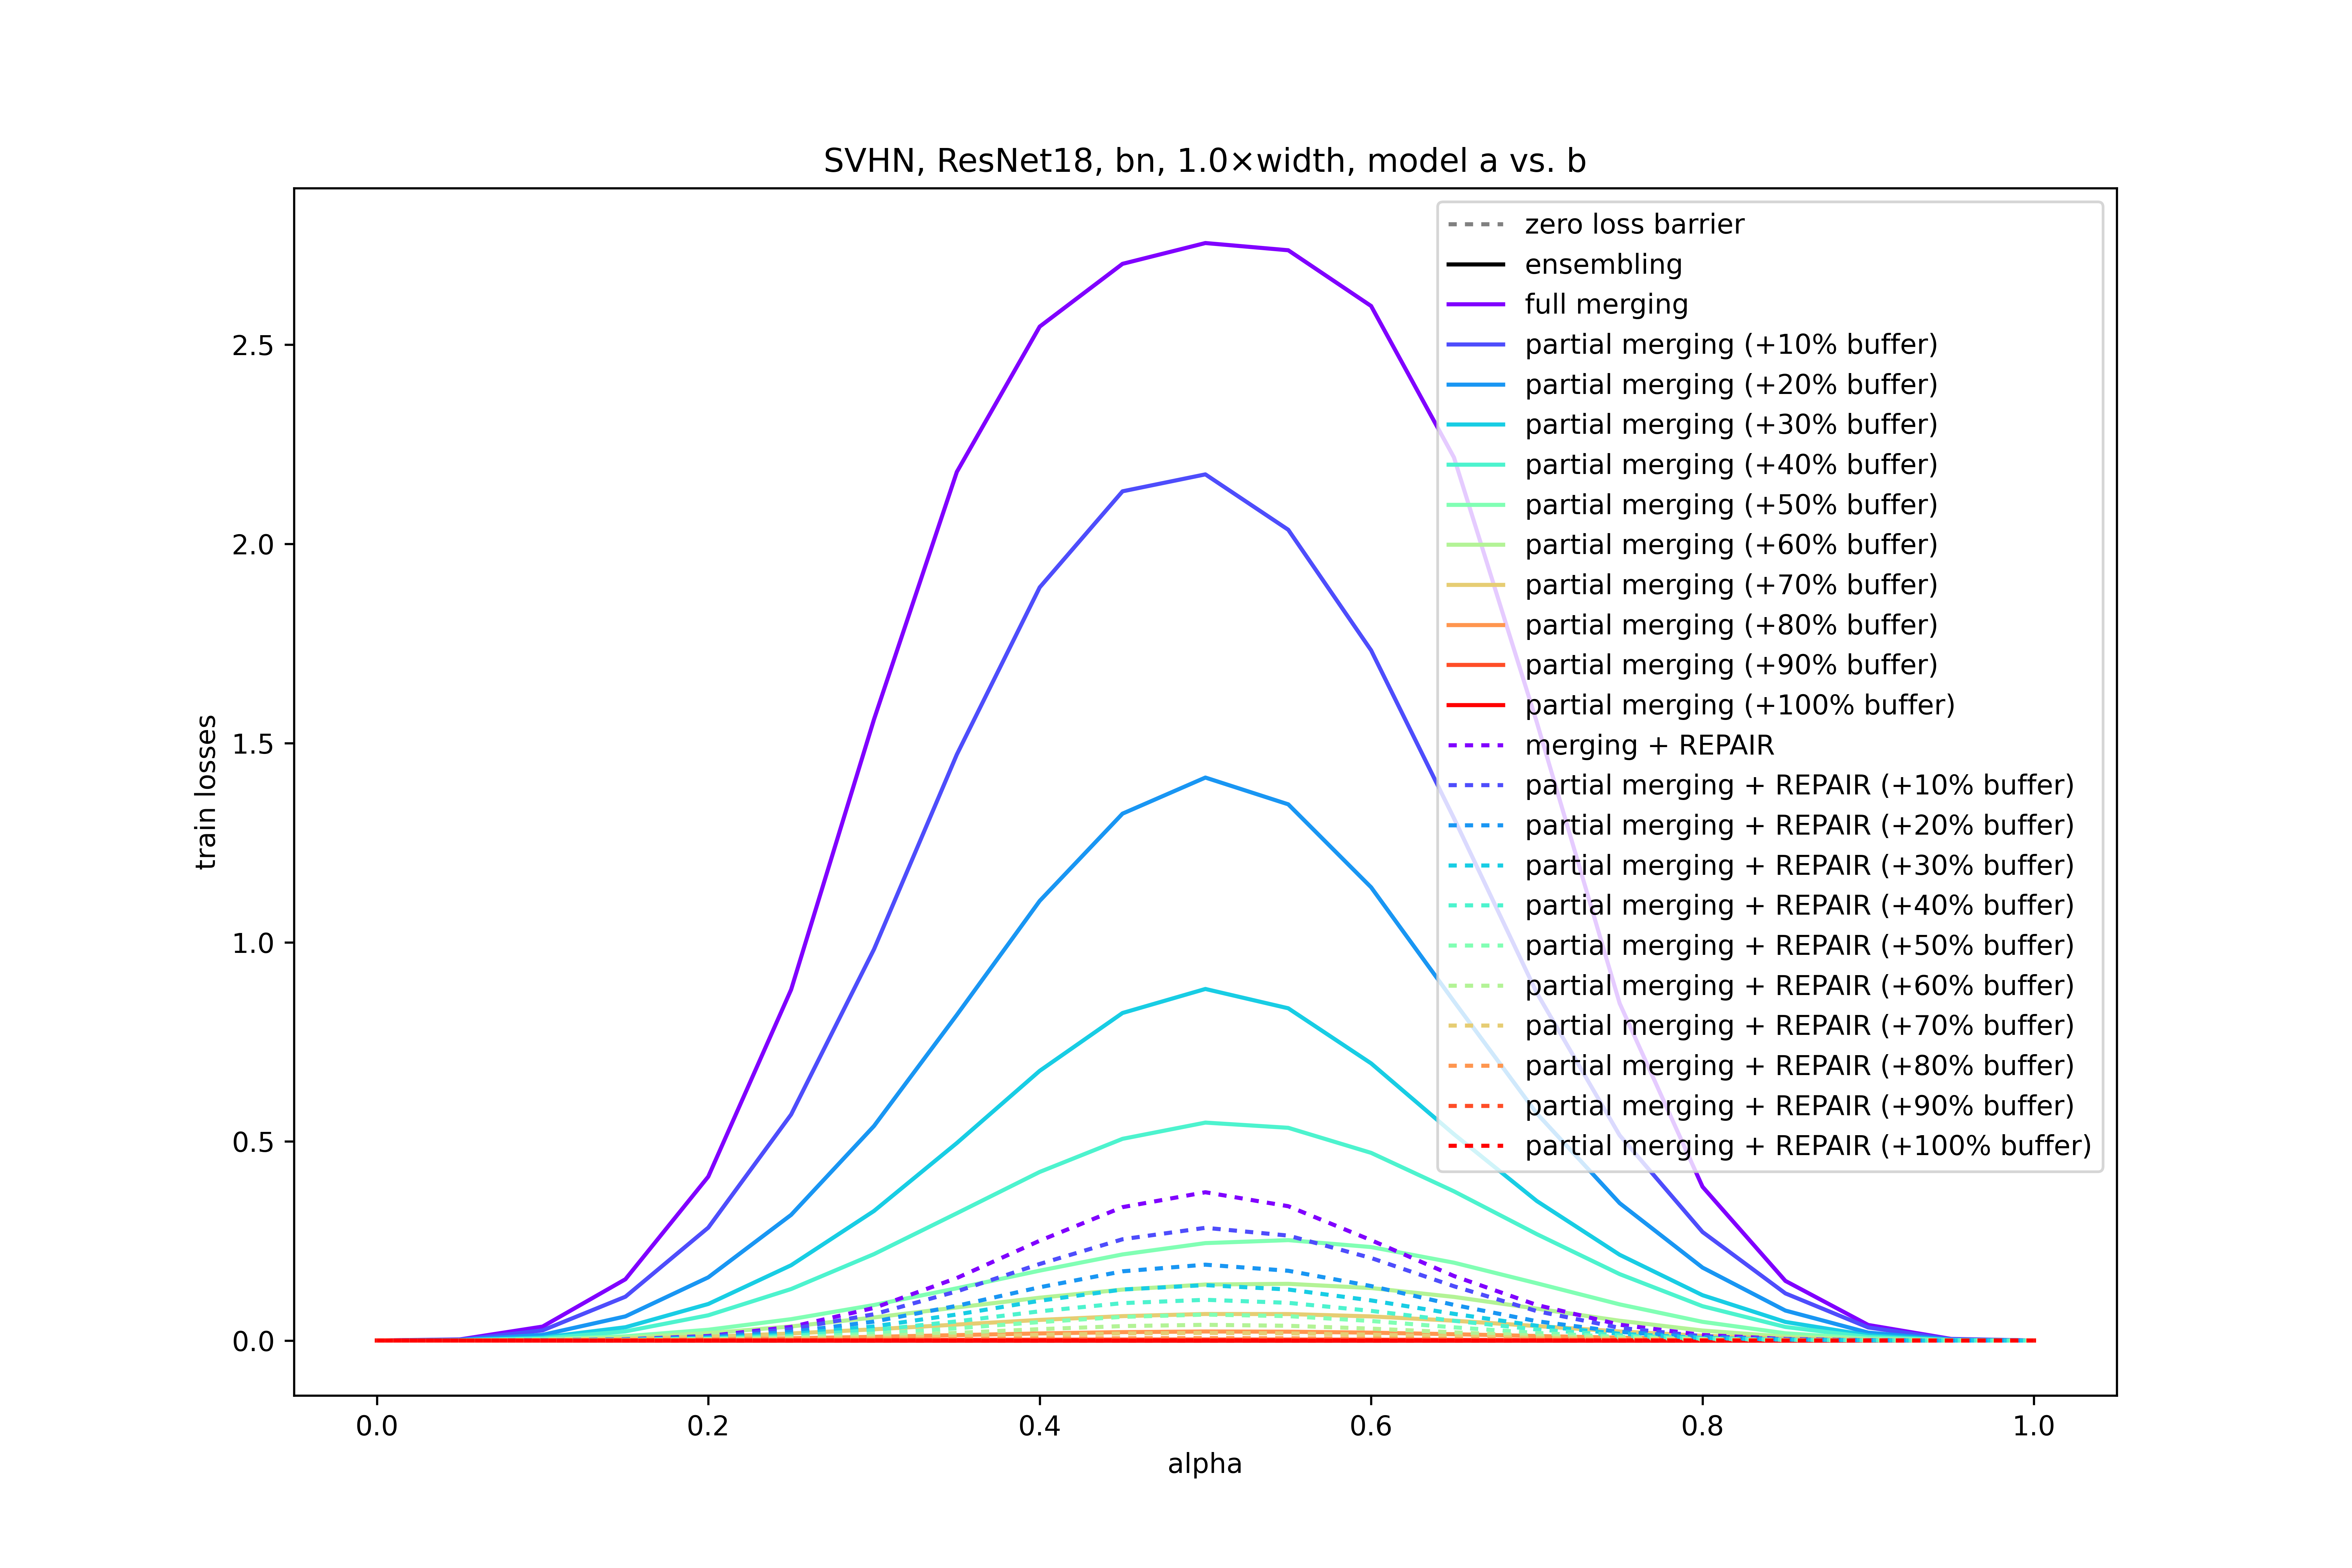 SVHN, ResNet18, bn, 1.0×width, model a vs. b
zero loss barrier
ensembling
full merging
partial merging (+10% buffer)
partial merging (+20% buffer)
partial merging (+30% buffer)
partial merging (+40% buffer)
partial merging (+50% buffer)
partial merging (+60% buffer)
partial merging (+70% buffer)
partial merging (+80% buffer)
partial merging (+90% buffer)
partial merging (+100% buffer)
merging + REPAIR
partial merging + REPAIR (+10% buffer)
partial merging + REPAIR (+20% buffer)
partial merging + REPAIR (+30% buffer)
partial merging + REPAIR (+40% buffer)
partial merging + REPAIR (+50% buffer)
partial merging + REPAIR (+60% buffer)
partial merging + REPAIR (+70% buffer)
partial merging + REPAIR (+80% buffer)
partial merging + REPAIR (+90% buffer)
partial merging + REPAIR (+100% buffer)
train losses
2.5
2.0
1.5
1.0
0.5
0.0
0.0 0.2 0.4 0.6 0.8 1.0
alpha